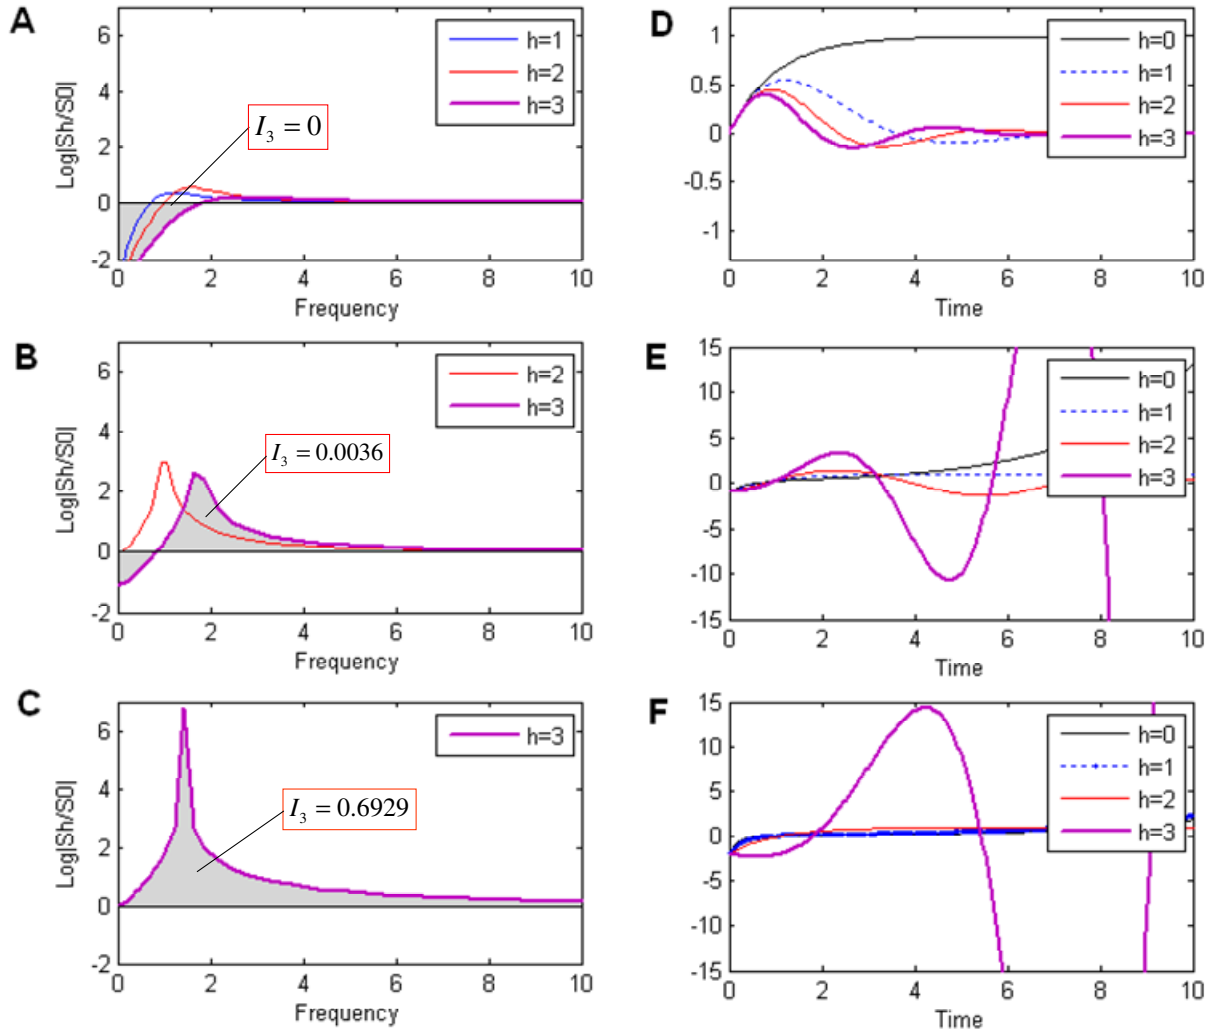 A
6
4
2
0
-2
Log|Sh/S0|
I₃ = 0
h=1
h=2
h=3
0 2 4 6 8 10
Frequency
D
1
0.5
0
-0.5
-1
h=0
h=1
h=2
h=3
0 2 4 6 8 10
Time
B
6
4
2
0
-2
Log|Sh/S0|
I₃ = 0.0036
h=2
h=3
0 2 4 6 8 10
Frequency
E
15
10
5
0
-5
-10
-15
h=0
h=1
h=2
h=3
0 2 4 6 8 10
Time
C
6
4
2
0
-2
Log|Sh/S0|
I₃ = 0.6929
h=3
0 2 4 6 8 10
Frequency
F
15
10
5
0
-5
-10
-15
h=0
h=1
h=2
h=3
0 2 4 6 8 10
Time